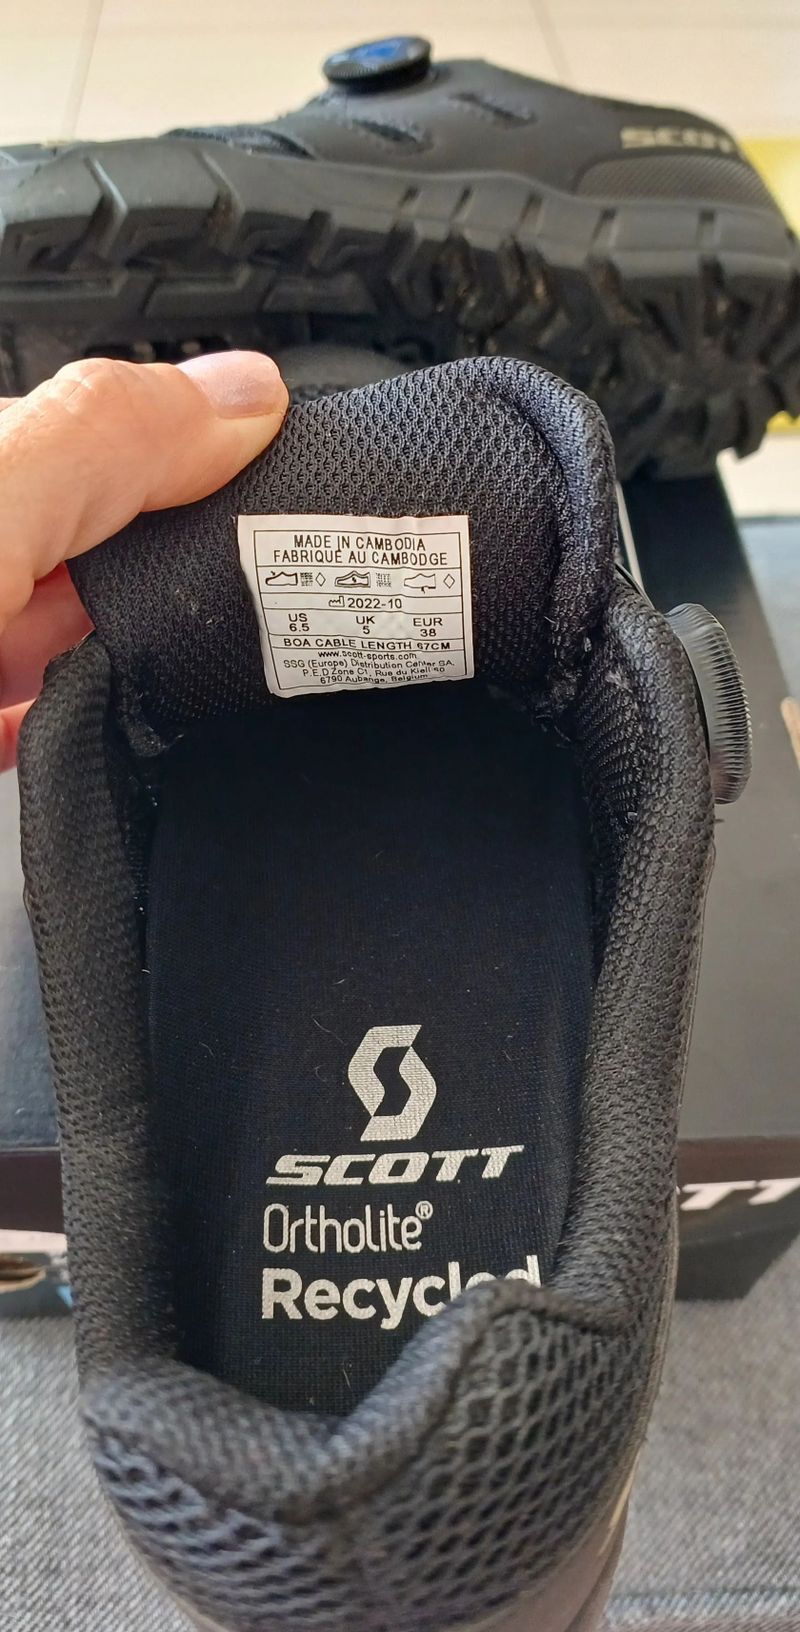 SCOTT
MADE IN CAMBODIA
FABRIQUÉ AU CAMBODGE
2022-10
US UK EUR
6.5 5 38
BOA CABLE LENGTH 67CM
www.scott-sports.com
SSG (Europe) Distribution Center SA,
P.E.D Zone C1, Rue du Kiell 60
6790 Aubange, Belgium
SCOTT
Ortholite®
Recycled